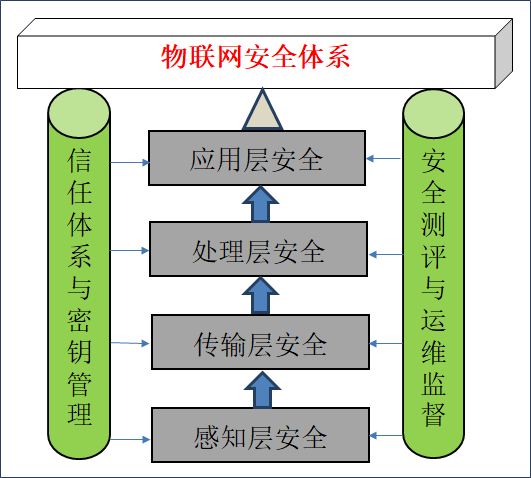 物联网安全体系
信任体系与密钥管理
应用层安全
处理层安全
传输层安全
感知层安全
安全测评与运维监督